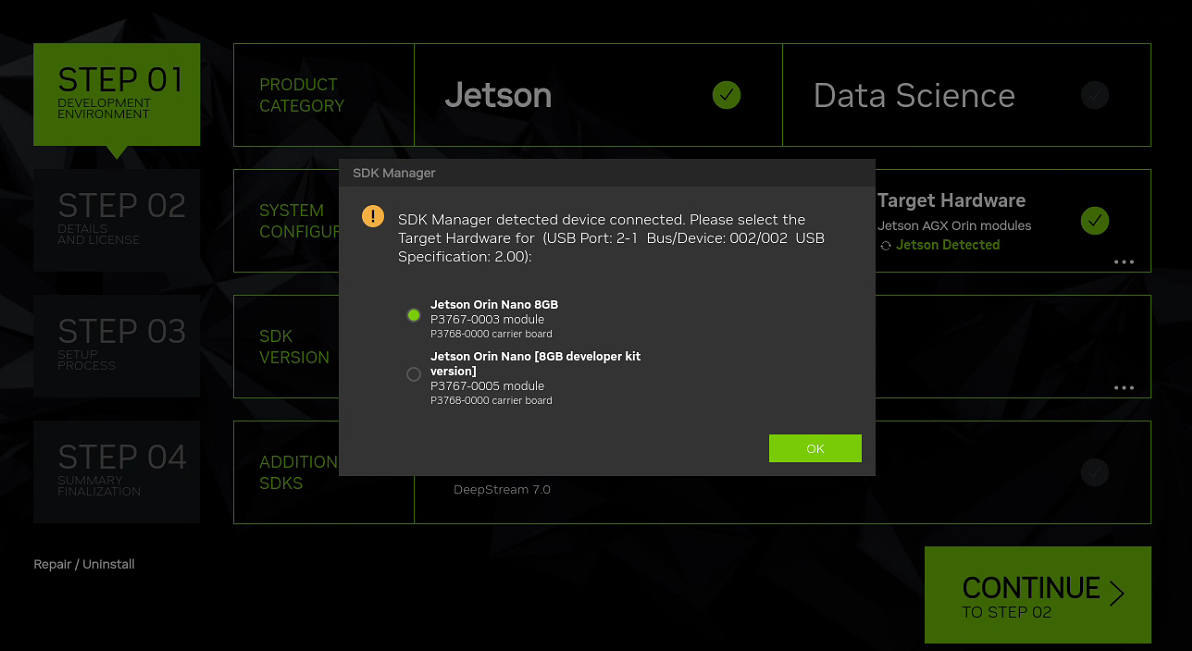 STEP 01
DEVELOPMENT
ENVIRONMENT
PRODUCT
CATEGORY
Jetson
Data Science
SDK Manager
SDK Manager detected device connected. Please select the
Target Hardware for (USB Port: 2-1 Bus/Device: 002/002 USB
Specification: 2.00):
Jetson Orin Nano 8GB
P3767-0003 module
P3768-0000 carrier board
Jetson Orin Nano [8GB developer kit
version]
P3767-0005 module
P3768-0000 carrier board
OK
STEP 02
DETAILS
AND LICENSE
SYSTEM
CONFIGUR
Target Hardware
Jetson AGX Orin modules
Jetson Detected
...
STEP 03
SETUP
PROCESS
SDK
VERSION
...
STEP 04
SUMMARY
FINALIZATION
ADDITION
SDKS
DeepStream 7.0
Repair / Uninstall
CONTINUE
TO STEP 02